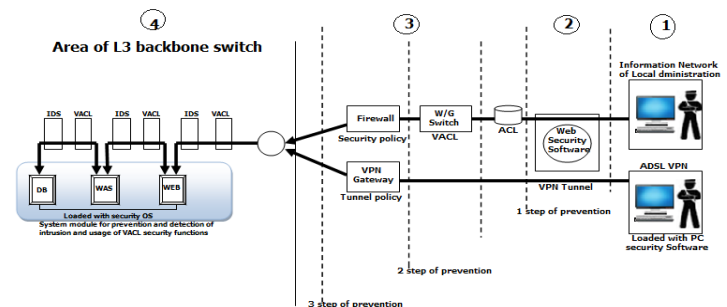 4
3
2
1
Area of L3 backbone switch
Information Network
of Local dministration
IDS
VACL
IDS
VACL
IDS
VACL
Firewall
Security policy
W/G
Switch
VACL
ACL
Web
Security
Software
VPN Tunnel
ADSL VPN
VPN
Gateway
Tunnel policy
DB
WAS
WEB
Loaded with security OS
System module for prevention and detection of
intrusion and usage of VACL security functions
1 step of prevention
Loaded with PC
security Software
2 step of prevention
3 step of prevention